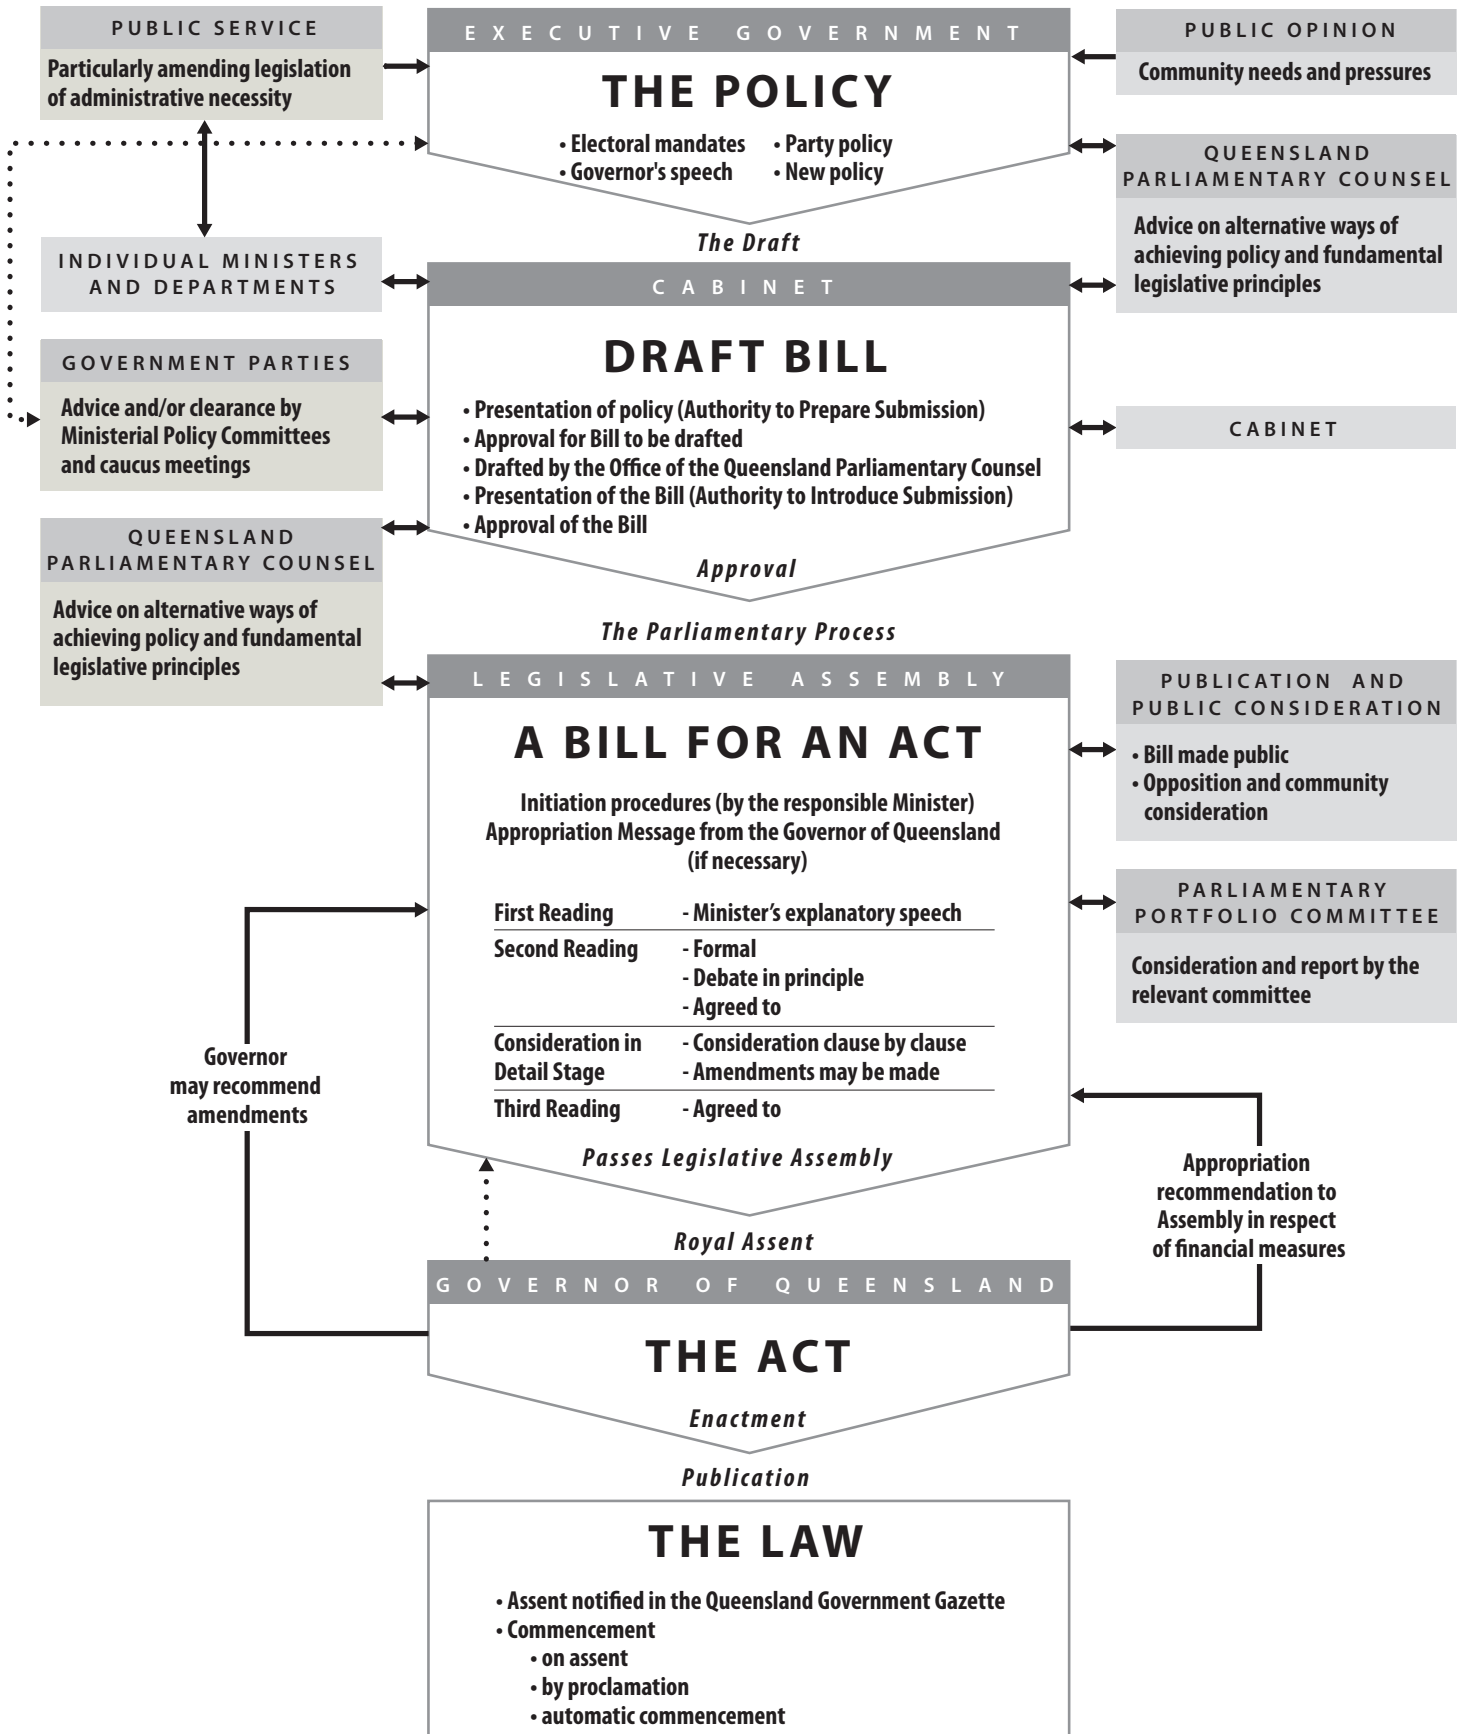 PUBLIC SERVICE
Particularly amending legislation
of administrative necessity
EXECUTIVE GOVERNMENT
THE POLICY
• Electoral mandates
• Party policy
• Governor's speech
• New policy
PUBLIC OPINION
Community needs and pressures
QUEENSLAND
PARLIAMENTARY COUNSEL
Advice on alternative ways of
achieving policy and fundamental
legislative principles
The Draft
INDIVIDUAL MINISTERS
AND DEPARTMENTS
CABINET
DRAFT BILL
• Presentation of policy (Authority to Prepare Submission)
• Approval for Bill to be drafted
• Drafted by the Office of the Queensland Parliamentary Counsel
• Presentation of the Bill (Authority to Introduce Submission)
• Approval of the Bill
Approval
GOVERNMENT PARTIES
Advice and/or clearance by
Ministerial Policy Committees
and caucus meetings
CABINET
QUEENSLAND
PARLIAMENTARY COUNSEL
Advice on alternative ways of
achieving policy and fundamental
legislative principles
The Parliamentary Process
LEGISLATIVE ASSEMBLY
A BILL FOR AN ACT
Initiation procedures (by the responsible Minister)
Appropriation Message from the Governor of Queensland
(if necessary)
First Reading - Minister’s explanatory speech
Second Reading - Formal
- Debate in principle
- Agreed to
Consideration in - Consideration clause by clause
Detail Stage - Amendments may be made
Third Reading - Agreed to
Passes Legislative Assembly
PUBLICATION AND
PUBLIC CONSIDERATION
• Bill made public
• Opposition and community
consideration
PARLIAMENTARY
PORTFOLIO COMMITTEE
Consideration and report by the
relevant committee
Governor
may recommend
amendments
Appropriation
recommendation to
Assembly in respect
of financial measures
Royal Assent
GOVERNOR OF QUEENSLAND
THE ACT
Enactment
Publication
THE LAW
• Assent notified in the Queensland Government Gazette
• Commencement
• on assent
• by proclamation
• automatic commencement